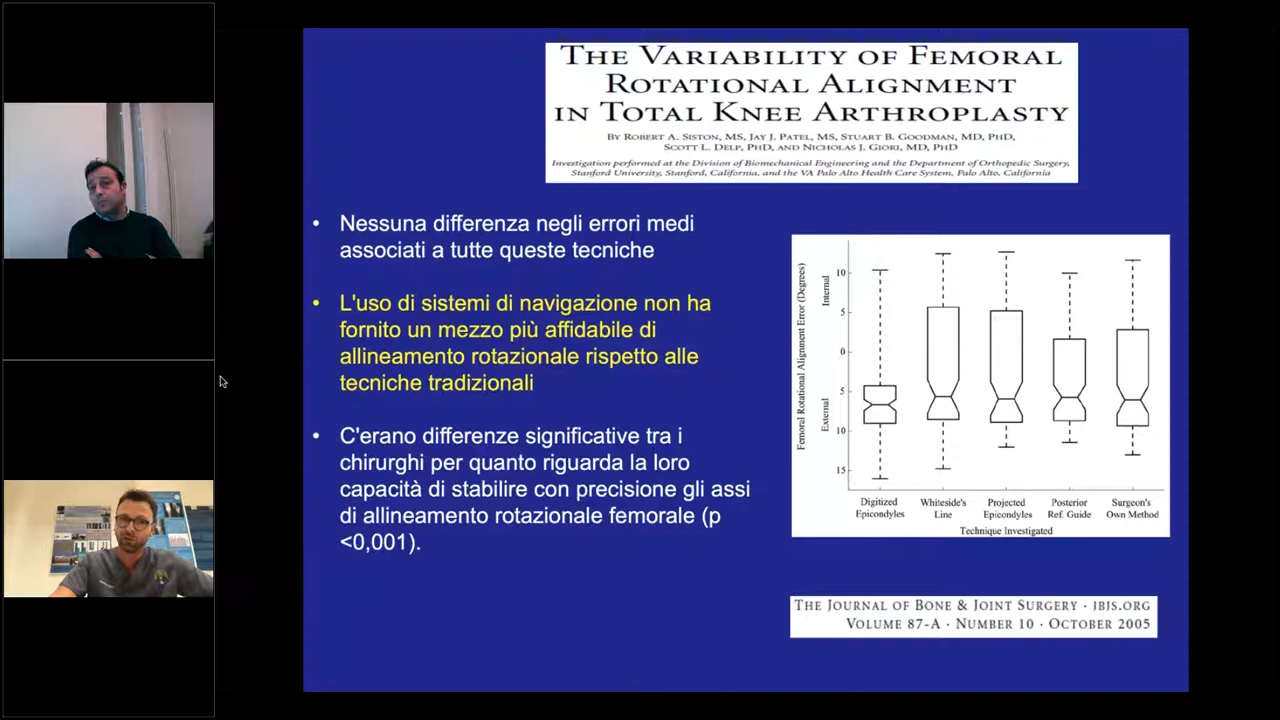 THE VARIABILITY OF FEMORAL
ROTATIONAL ALIGNMENT
IN TOTAL KNEE ARTHROPLASTY
BY ROBERT A. SISTON, MS, JAY J. PATEL, MS, STUART B. GOODMAN, MD, PHD,
SCOTT L. DELP, PHD, AND NICHOLAS J. GIORI, MD, PHD
Investigation performed at the Division of Biomechanical Engineering and the Department of Orthopedic Surgery,
Stanford University, Stanford, California, and the VA Palo Alto Health Care System, Palo Alto, California
• Nessuna differenza negli errori medi
associati a tutte queste tecniche
• L'uso di sistemi di navigazione non ha
fornito un mezzo più affidabile di
allineamento rotazionale rispetto alle
tecniche tradizionali
• C'erano differenze significative tra i
chirurghi per quanto riguarda la loro
capacità di stabilire con precisione gli assi
di allineamento rotazionale femorale (p
<0,001).
Femoral Rotational Alignment Error (Degrees)
Internal
External
10
5
0
5
10
15
Digitized
Epicondyles
Whiteside's
Line
Projected
Epicondyles
Posterior
Ref. Guide
Surgeon's
Own Method
Technique Investigated
THE JOURNAL OF BONE & JOINT SURGERY · JBJS.ORG
VOLUME 87-A · NUMBER 10 · OCTOBER 2005